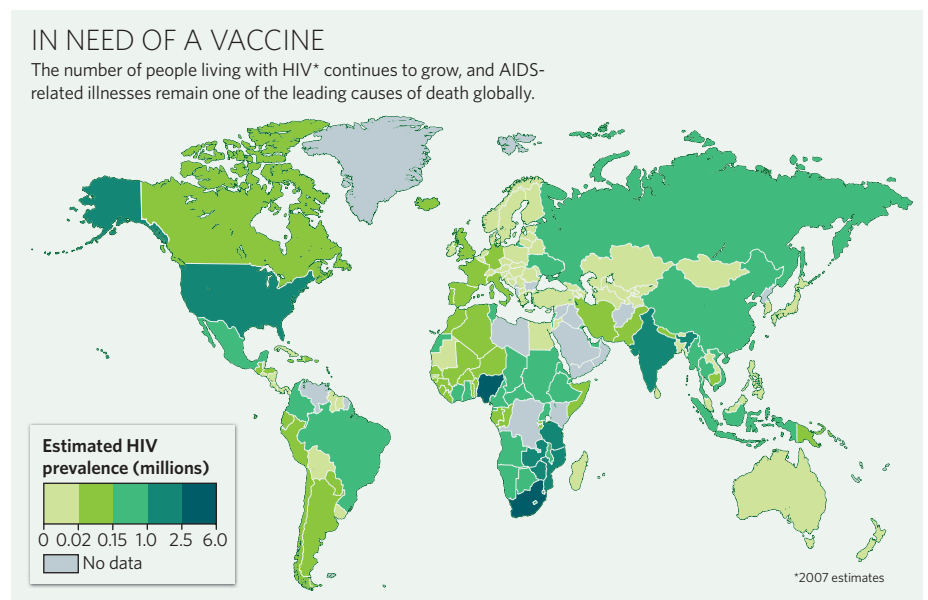 IN NEED OF A VACCINE
The number of people living with HIV* continues to grow, and AIDS-
related illnesses remain one of the leading causes of death globally.
Estimated HIV
prevalence (millions)
0 0.02 0.15 1.0 2.5 6.0
No data
*2007 estimates